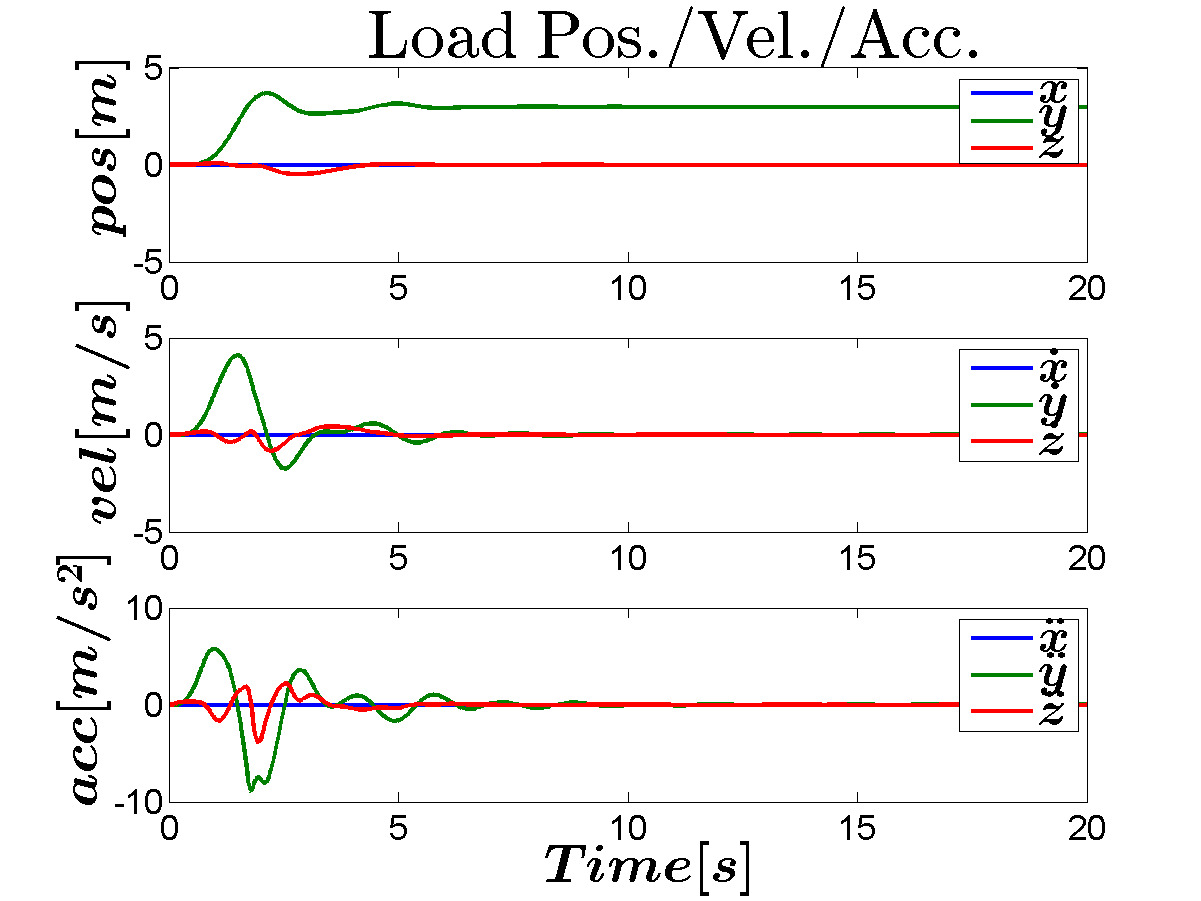 Load Pos./Vel./Acc.
pos[m]
5
0
-5
x
y
z
0 5 10 15 20
vel[m/s]
5
0
-5
ẋ
ẏ
ż
0 5 10 15 20
acc[m/s²]
10
0
-10
ẍ
ÿ
z̈
0 5 10 15 20
Time[s]